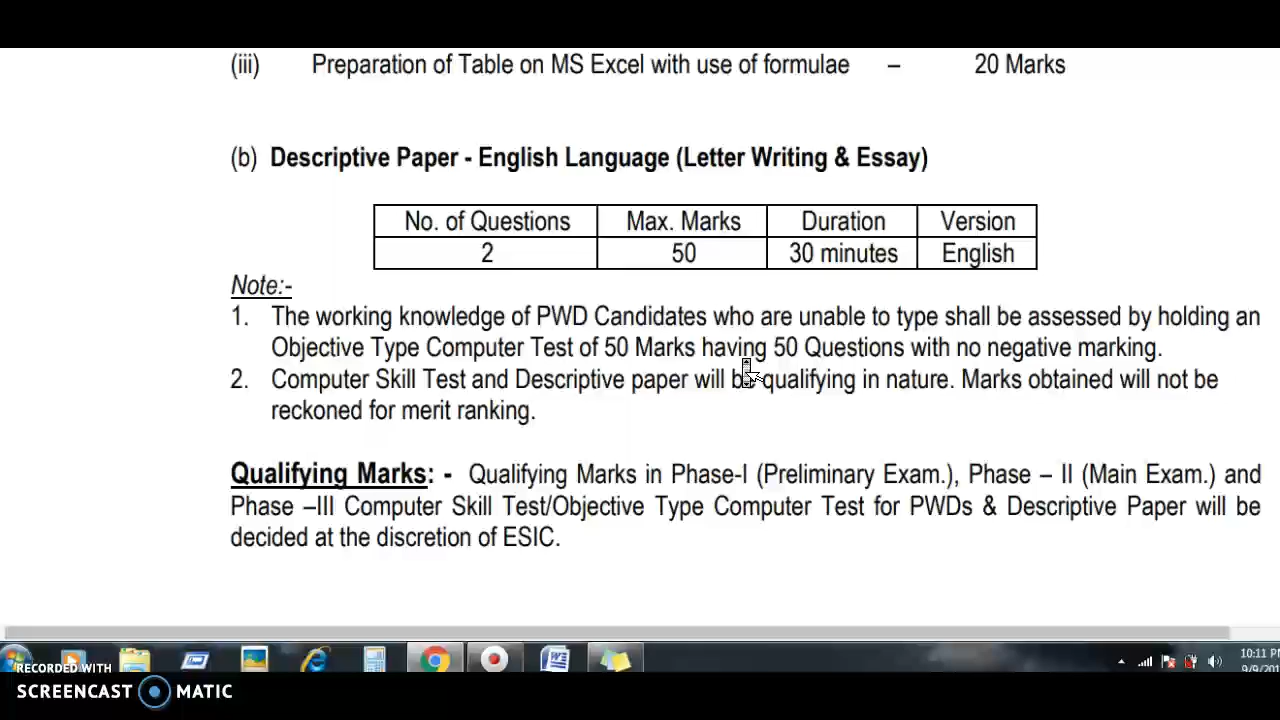 (iii) Preparation of Table on MS Excel with use of formulae – 20 Marks
(b) Descriptive Paper - English Language (Letter Writing & Essay)
No. of Questions Max. Marks Duration Version
2 50 30 minutes English
Note:-
1. The working knowledge of PWD Candidates who are unable to type shall be assessed by holding an
Objective Type Computer Test of 50 Marks having 50 Questions with no negative marking.
2. Computer Skill Test and Descriptive paper will be qualifying in nature. Marks obtained will not be
reckoned for merit ranking.
Qualifying Marks: - Qualifying Marks in Phase-I (Preliminary Exam.), Phase – II (Main Exam.) and
Phase –III Computer Skill Test/Objective Type Computer Test for PWDs & Descriptive Paper will be
decided at the discretion of ESIC.
10:11 PM
RECORDED WITH
SCREENCAST MATIC